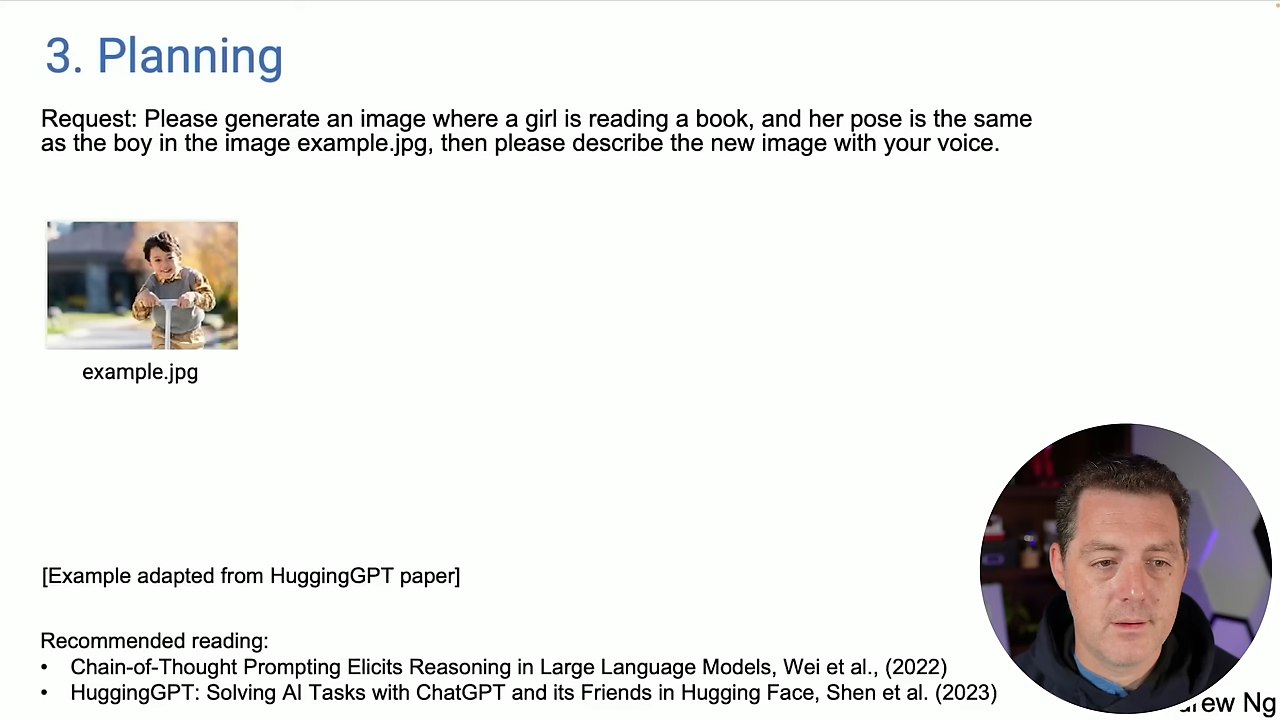 3. Planning
Request: Please generate an image where a girl is reading a book, and her pose is the same
as the boy in the image example.jpg, then please describe the new image with your voice.
example.jpg
[Example adapted from HuggingGPT paper]
Recommended reading:
• Chain-of-Thought Prompting Elicits Reasoning in Large Language Models, Wei et al., (2022)
• HuggingGPT: Solving AI Tasks with ChatGPT and its Friends in Hugging Face, Shen et al. (2023)
Ng